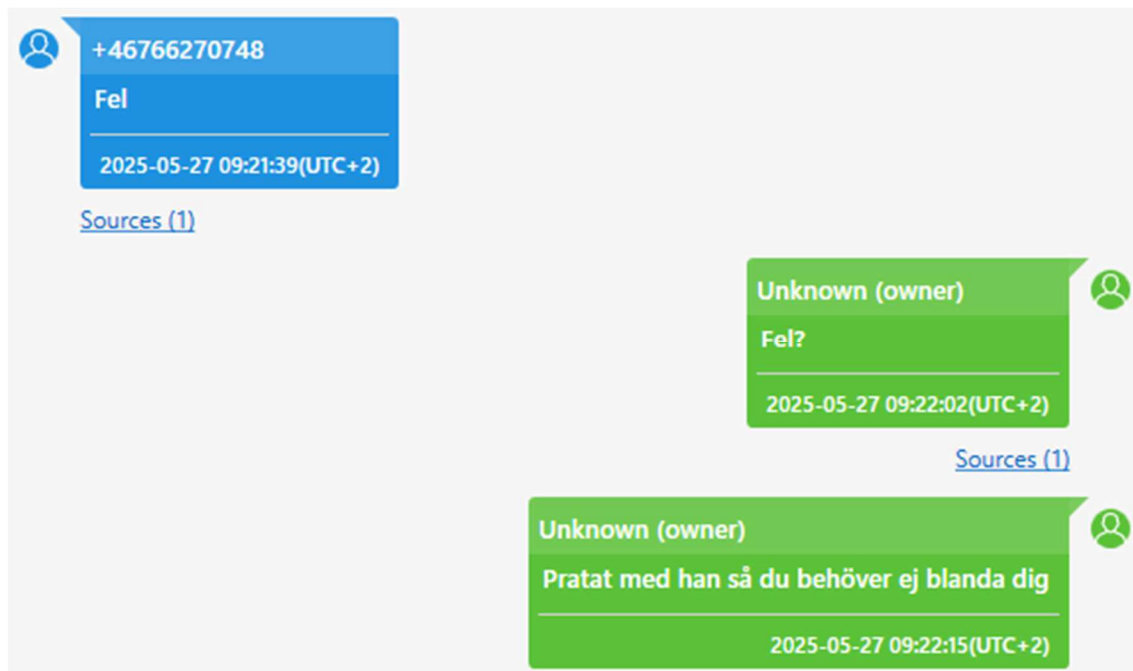 +46766270748
Fel
2025-05-27 09:21:39(UTC+2)
Sources (1)
Unknown (owner)
Fel?
2025-05-27 09:22:02(UTC+2)
Sources (1)
Unknown (owner)
Pratat med han så du behöver ej blanda dig
2025-05-27 09:22:15(UTC+2)